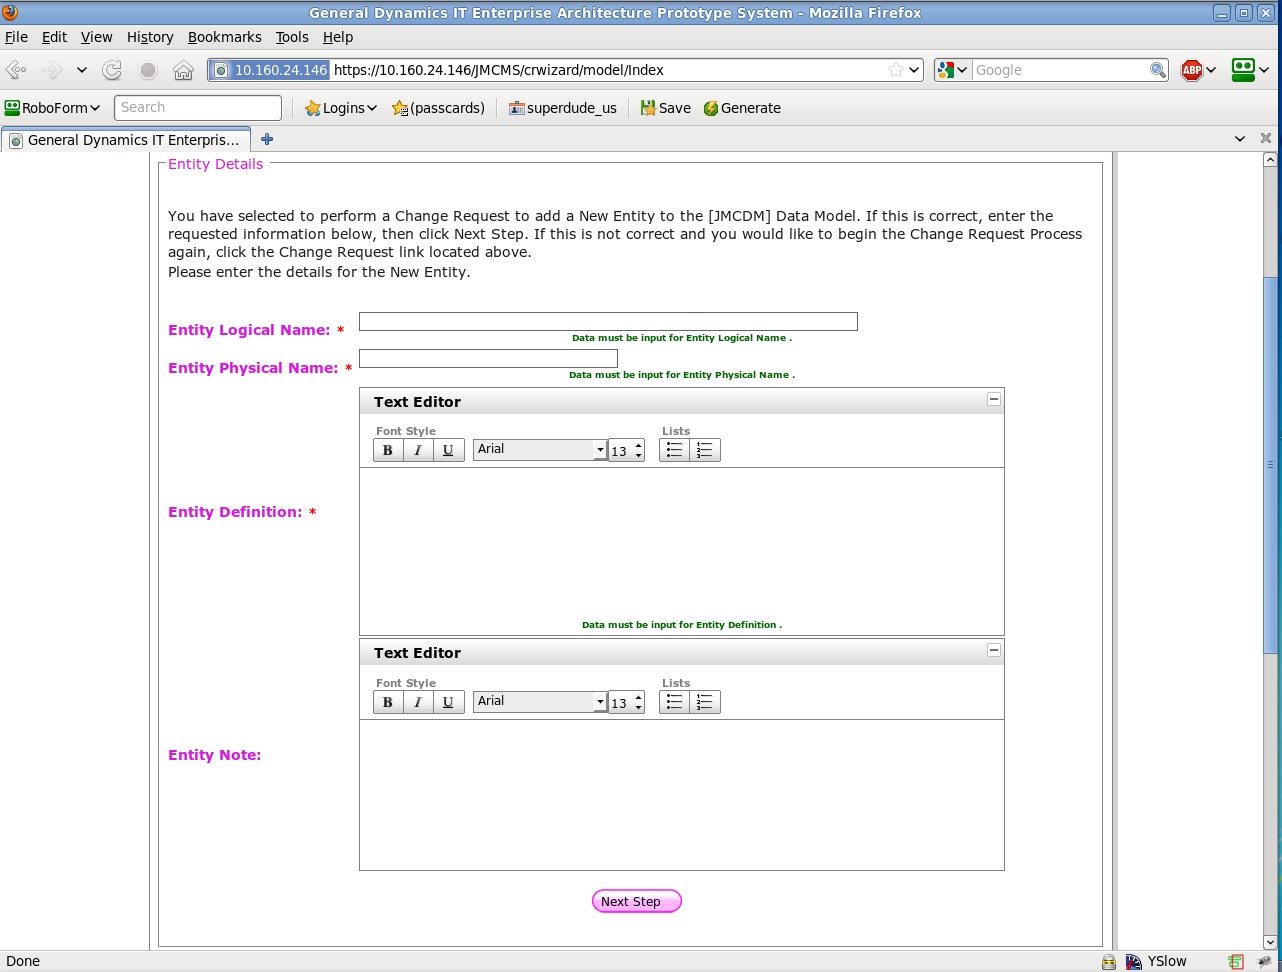 General Dynamics IT Enterprise Architecture Prototype System - Mozilla Firefox
File Edit View History Bookmarks Tools Help
10.160.24.146 https://10.160.24.146/JMCMS/crwizard/model/Index Google ABP
RoboForm Search Logins (passcards) superdude_us Save Generate
General Dynamics IT Enterpris...
Entity Details
You have selected to perform a Change Request to add a New Entity to the [JMCDM] Data Model. If this is correct, enter the
requested information below, then click Next Step. If this is not correct and you would like to begin the Change Request Process
again, click the Change Request link located above.
Please enter the details for the New Entity.
Entity Logical Name: *
Data must be input for Entity Logical Name .
Entity Physical Name: *
Data must be input for Entity Physical Name .
Text Editor
Font Style Lists
B I U Arial 13
Entity Definition: *
Data must be input for Entity Definition .
Text Editor
Font Style Lists
B I U Arial 13
Entity Note:
Next Step
Done YSlow